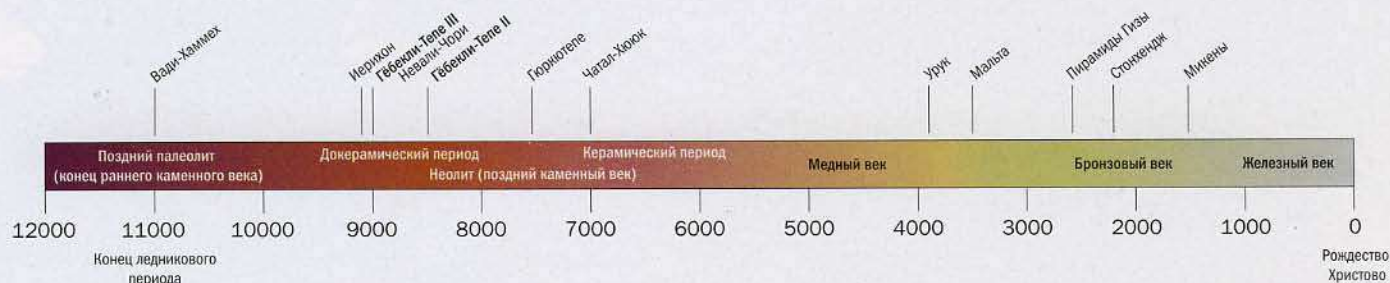 Вади-Хаммех
Иерихон
Гёбекли-Тепе III
Невали-Чори
Гёбекли-Тепе II
Гюрнютепе
Чатал-Хююк
Урук
Мальта
Пирамиды Гизы
Стонхендж
Микены
Поздний палеолит
(конец раннего каменного века)
Докерамический период
Керамический период
Неолит (поздний каменный век)
Медный век
Бронзовый век
Железный век
12000 11000 10000 9000 8000 7000 6000 5000 4000 3000 2000 1000 0
Конец ледникового
периода
Рождество
Христово